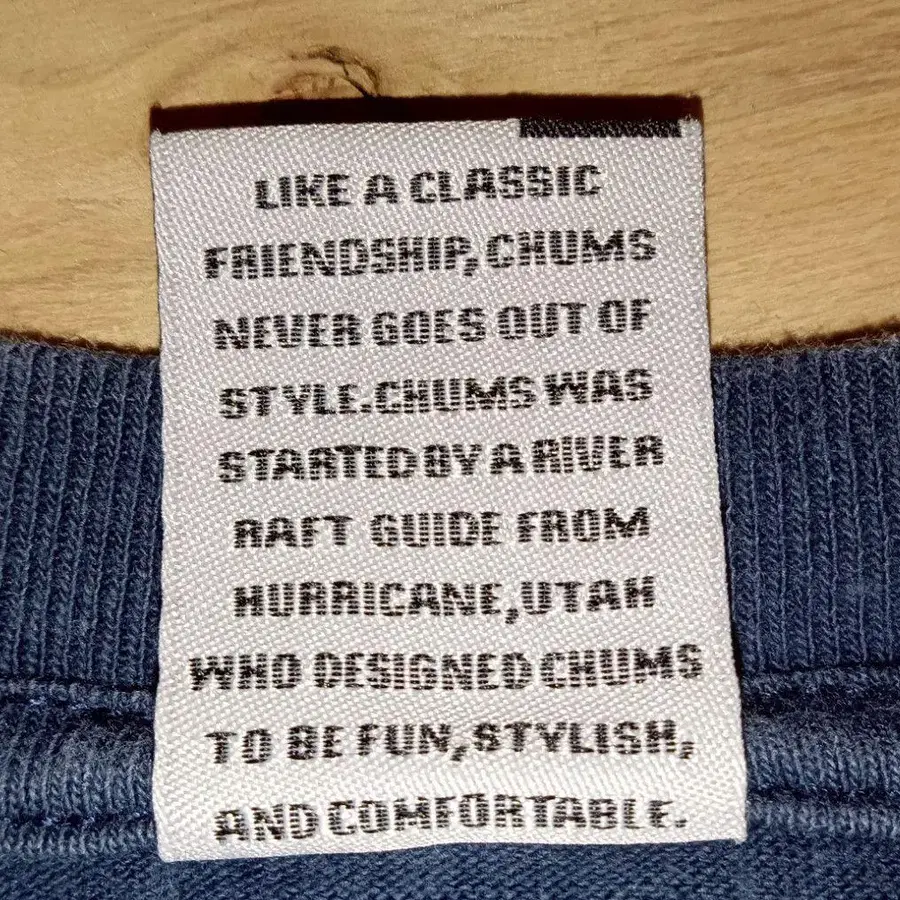 LIKE A CLASSIC
FRIENDSHIP, CHUMS
NEVER GOES OUT OF
STYLE.CHUMS WAS
STARTED BY A RIVER
RAFT GUIDE FROM
HURRICANE,UTAH
WHO DESIGNED CHUMS
TO BE FUN,STYLISH,
AND COMFORTABLE.